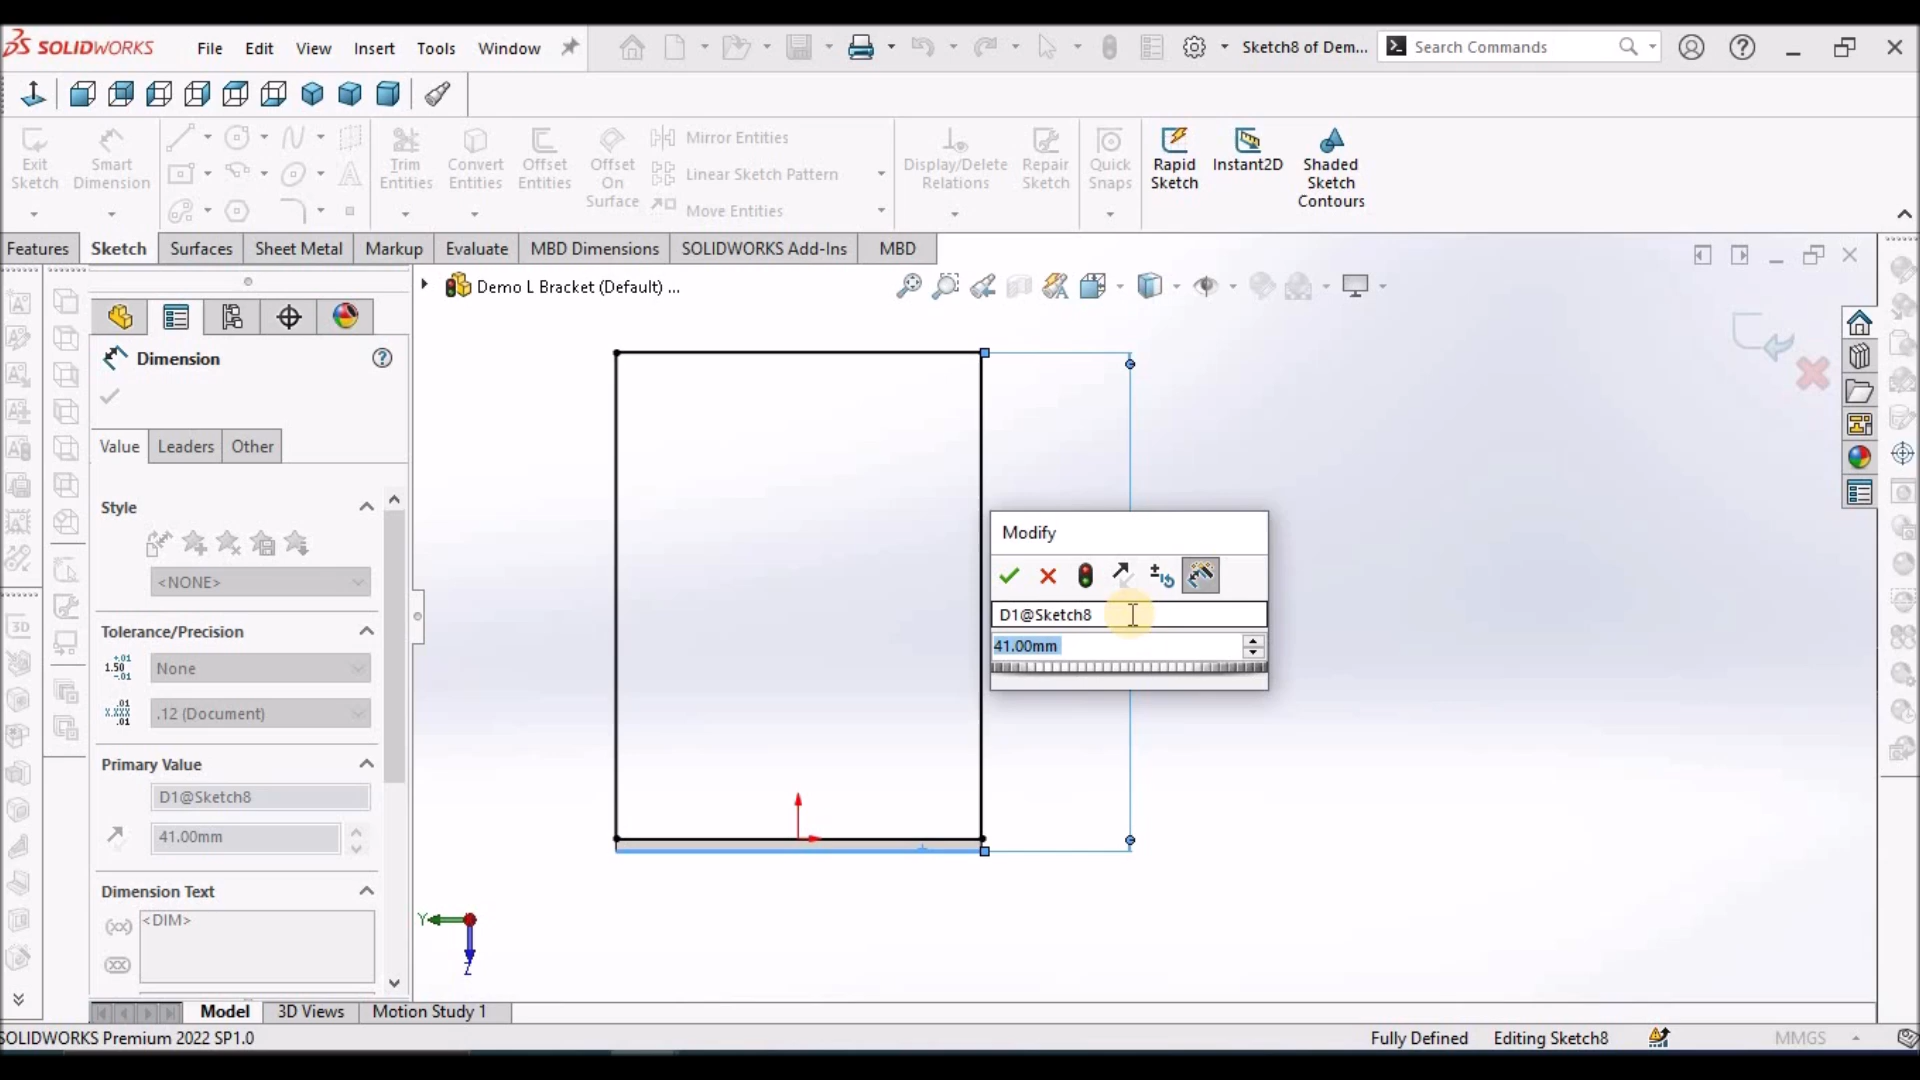 SOLIDWORKS File Edit View Insert Tools Window Sketch8 of Dem... Search Commands
Exit Sketch Smart Dimension Trim Entities Convert Entities Offset Entities Offset On Surface Mirror Entities Linear Sketch Pattern Move Entities Display/Delete Relations Repair Sketch Quick Snaps Rapid Sketch Instant2D Shaded Sketch Contours
Features Sketch Surfaces Sheet Metal Markup Evaluate MBD Dimensions SOLIDWORKS Add-Ins MBD
Demo L Bracket (Default) ...
Dimension
Value Leaders Other
Style
<NONE>
Tolerance/Precision
None
.12 (Document)
Primary Value
D1@Sketch8
41.00mm
Dimension Text
<DIM>
Modify
D1@Sketch8
41.00mm
Y
Z
Model 3D Views Motion Study 1
SOLIDWORKS Premium 2022 SP1.0 Fully Defined Editing Sketch8 MMGS